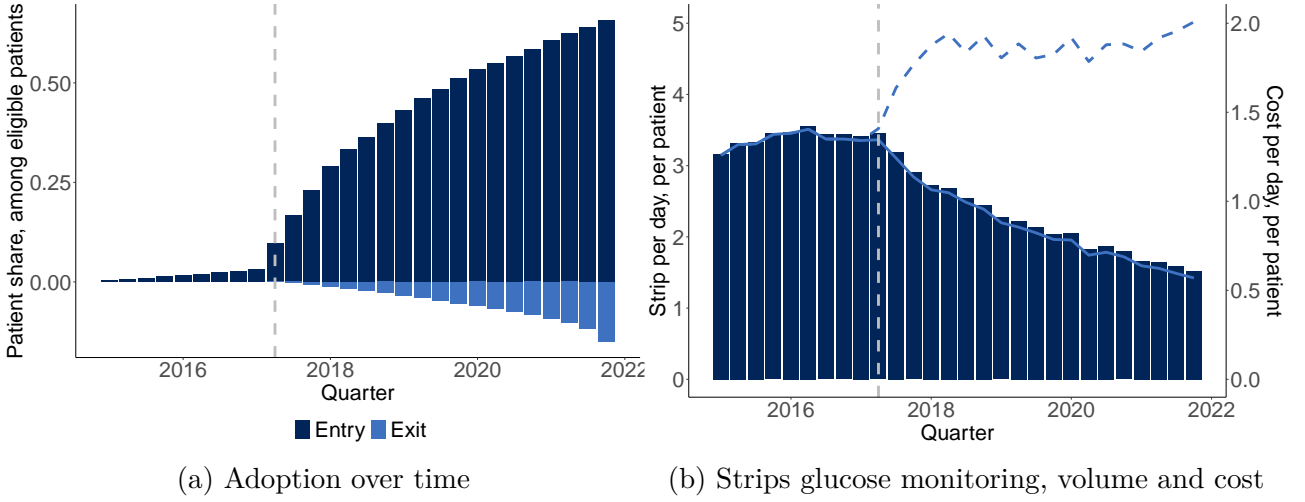 Patient share, among eligible patients
0.50
0.25
0.00
2016
2018
2020
2022
Quarter
Entry
Exit
(a) Adoption over time
Strip per day, per patient
5
4
3
2
1
0
2016
2018
2020
2022
Quarter
2.0
1.5
1.0
0.5
0.0
Cost per day, per patient
(b) Strips glucose monitoring, volume and cost